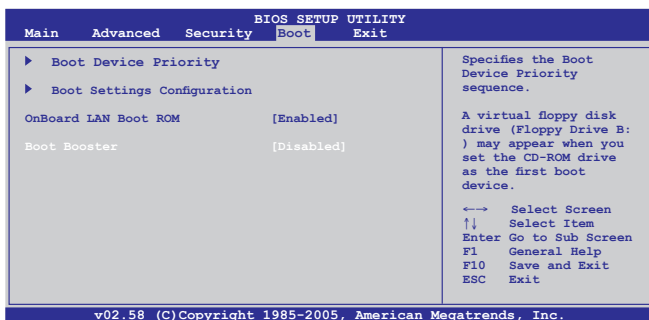 BIOS SETUP UTILITY
Main Advanced Security Boot Exit
Boot Device Priority
Boot Settings Configuration
OnBoard LAN Boot ROM [Enabled]
Boot Booster [Disabled]
Specifies the Boot
Device Priority
sequence.
A virtual floppy disk
drive (Floppy Drive B:
) may appear when you
set the CD-ROM drive
as the first boot
device.
←→ Select Screen
↑↓ Select Item
Enter Go to Sub Screen
F1 General Help
F10 Save and Exit
ESC Exit
v02.58 (C)Copyright 1985-2005, American Megatrends, Inc.